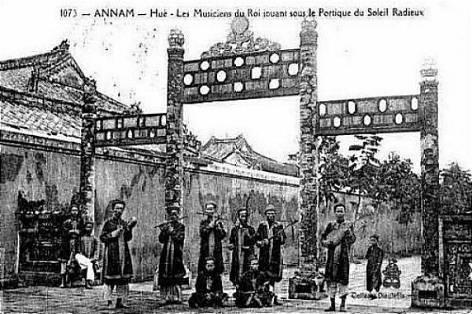 1073 — ANNAM — Hué - Les Musiciens du Roi jouant sous le Portique du Soleil Radieux